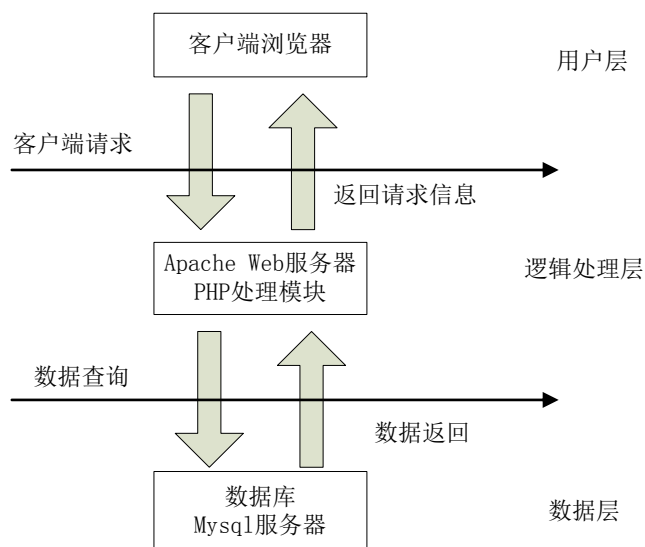 客户端浏览器
用户层
客户端请求
返回请求信息
Apache Web服务器
PHP处理模块
逻辑处理层
数据查询
数据返回
数据库
Mysql服务器
数据层